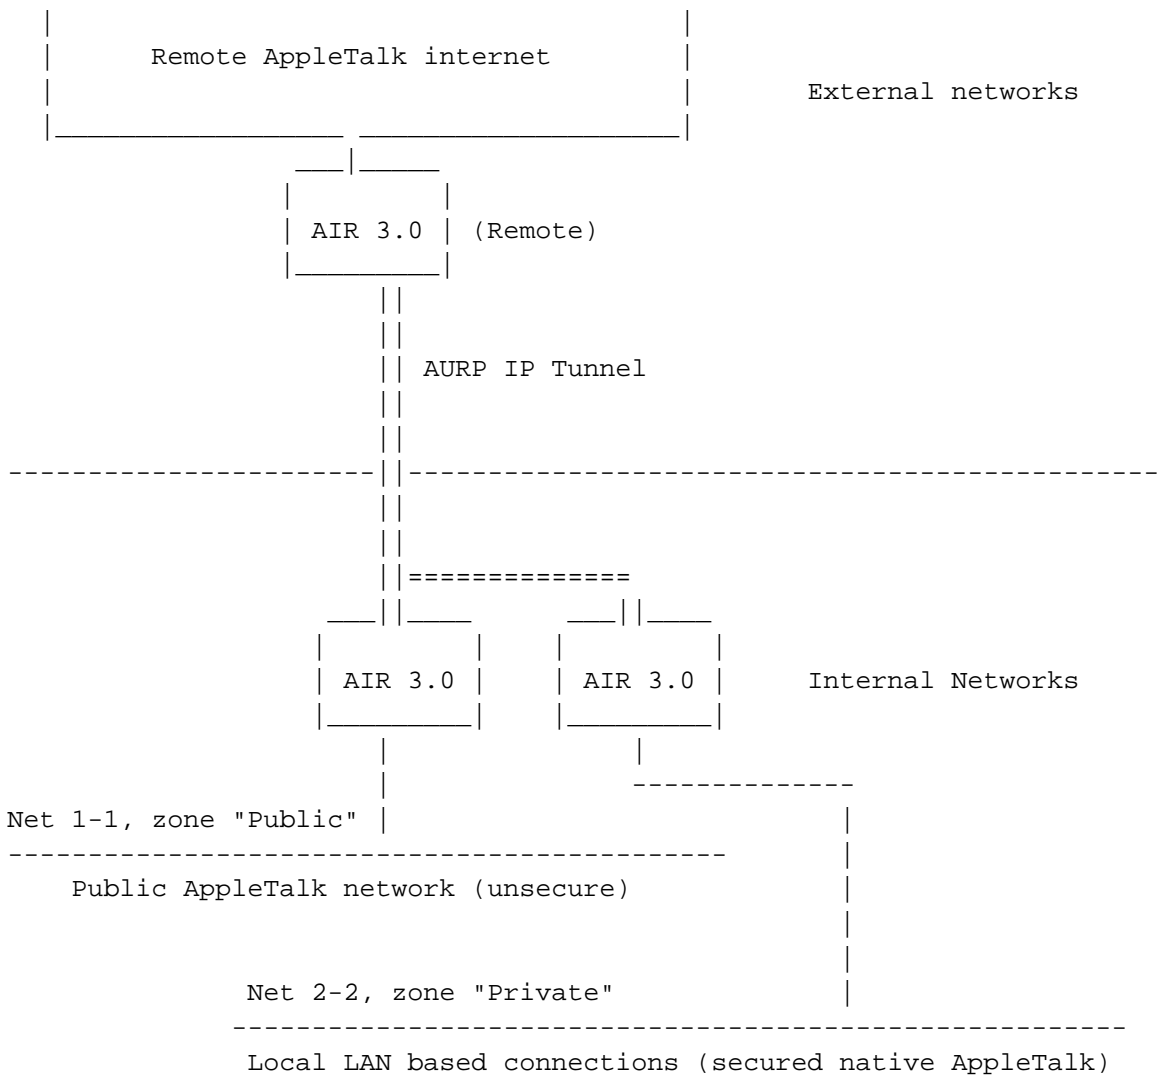 Remote AppleTalk internet
External networks
AIR 3.0 (Remote)
AURP IP Tunnel
AIR 3.0 AIR 3.0 Internal Networks
Net 1-1, zone "Public"
Public AppleTalk network (unsecure)
Net 2-2, zone "Private"
Local LAN based connections (secured native AppleTalk)